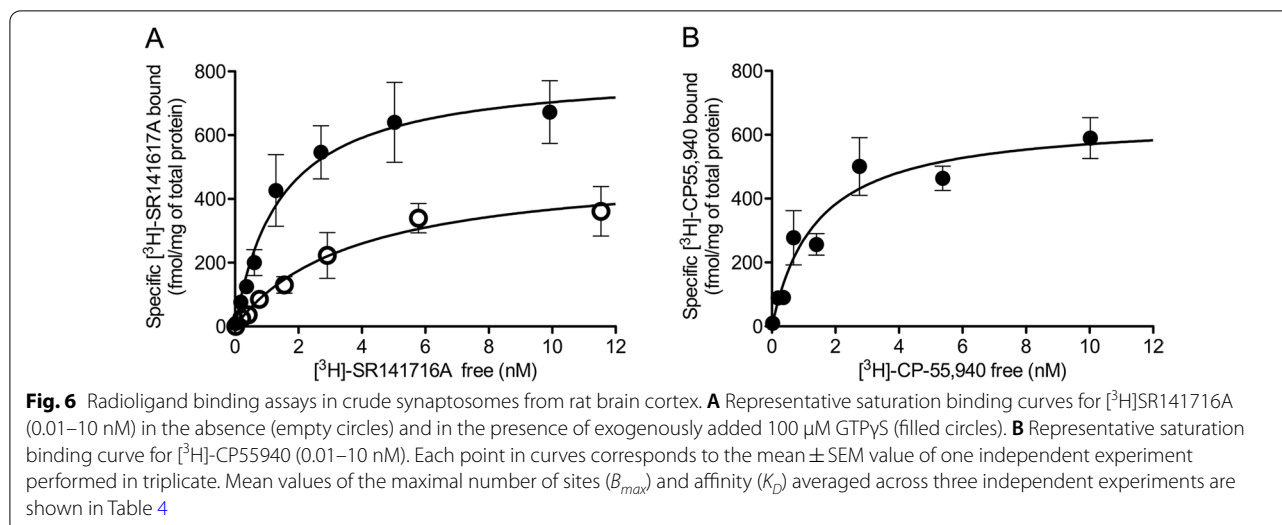 A
Specific [³H]-SR141617A bound
(fmol/mg of total protein)
800
600
400
200
0
0 2 4 6 8 10 12
[³H]-SR141716A free (nM)
B
Specific [³H]-CP55,940 bound
(fmol/mg of total protein)
800
600
400
200
0
0 2 4 6 8 10 12
[³H]-CP-55,940 free (nM)
Fig. 6 Radioligand binding assays in crude synaptosomes from rat brain cortex. A Representative saturation binding curves for [³H]SR141716A
(0.01–10 nM) in the absence (empty circles) and in the presence of exogenously added 100 µM GTPγS (filled circles). B Representative saturation
binding curve for [³H]-CP55940 (0.01–10 nM). Each point in curves corresponds to the mean ± SEM value of one independent experiment
performed in triplicate. Mean values of the maximal number of sites (Bmax) and affinity (KD) averaged across three independent experiments are
shown in Table 4